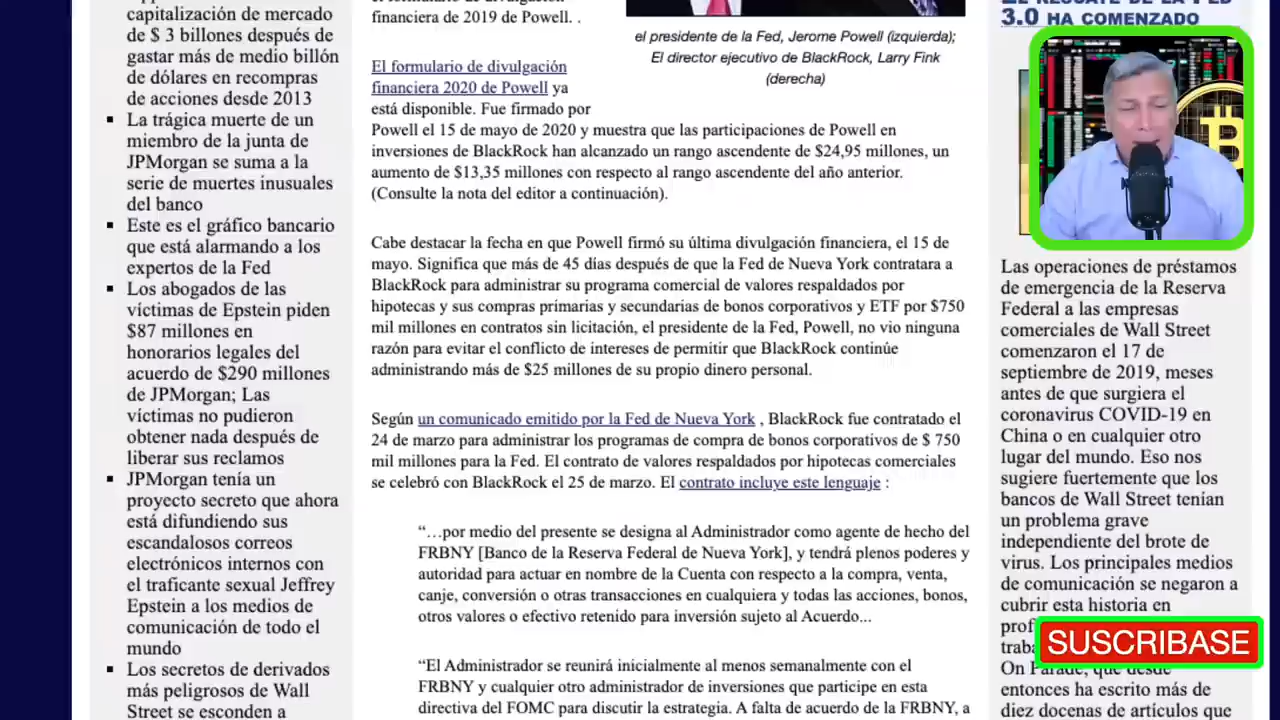 capitalización de mercado
de $ 3 billones después de
gastar más de medio billón
de dólares en recompras
de acciones desde 2013
La trágica muerte de un
miembro de la junta de
JPMorgan se suma a la
serie de muertes inusuales
del banco
Este es el gráfico bancario
que está alarmando a los
expertos de la Fed
Los abogados de las
víctimas de Epstein piden
$87 millones en
honorarios legales del
acuerdo de $290 millones
de JPMorgan; Las
víctimas no pudieron
obtener nada después de
liberar sus reclamos
JPMorgan tenía un
proyecto secreto que ahora
está difundiendo sus
escandalosos correos
electrónicos internos con
el traficante sexual Jeffrey
Epstein a los medios de
comunicación de todo el
mundo
Los secretos de derivados
más peligrosos de Wall
Street se esconden a
financiera de 2019 de Powell. .
el presidente de la Fed, Jerome Powell (izquierda);
El director ejecutivo de BlackRock, Larry Fink
(derecha)
El formulario de divulgación
financiera 2020 de Powell ya
está disponible. Fue firmado por
Powell el 15 de mayo de 2020 y muestra que las participaciones de Powell en
inversiones de BlackRock han alcanzado un rango ascendente de $24,95 millones, un
aumento de $13,35 millones con respecto al rango ascendente del año anterior.
(Consulte la nota del editor a continuación).
Cabe destacar la fecha en que Powell firmó su última divulgación financiera, el 15 de
mayo. Significa que más de 45 días después de que la Fed de Nueva York contratara a
BlackRock para administrar su programa comercial de valores respaldados por
hipotecas y sus compras primarias y secundarias de bonos corporativos y ETF por $750
mil millones en contratos sin licitación, el presidente de la Fed, Powell, no vio ninguna
razón para evitar el conflicto de intereses de permitir que BlackRock continúe
administrando más de $25 millones de su propio dinero personal.
Según un comunicado emitido por la Fed de Nueva York , BlackRock fue contratado el
24 de marzo para administrar los programas de compra de bonos corporativos de $ 750
mil millones para la Fed. El contrato de valores respaldados por hipotecas comerciales
se celebró con BlackRock el 25 de marzo. El contrato incluye este lenguaje :
“…por medio del presente se designa al Administrador como agente de hecho del
FRBNY [Banco de la Reserva Federal de Nueva York], y tendrá plenos poderes y
autoridad para actuar en nombre de la Cuenta con respecto a la compra, venta,
canje, conversión o otras transacciones en cualquiera y todas las acciones, bonos,
otros valores o efectivo retenido para inversión sujeto al Acuerdo...
“El Administrador se reunirá inicialmente al menos semanalmente con el
FRBNY y cualquier otro administrador de inversiones que participe en esta
directiva del FOMC para discutir la estrategia. A falta de acuerdo de la FRBNY, a
3.0 HA COMENZADO
Las operaciones de préstamos
de emergencia de la Reserva
Federal a las empresas
comerciales de Wall Street
comenzaron el 17 de
septiembre de 2019, meses
antes de que surgiera el
coronavirus COVID-19 en
China o en cualquier otro
lugar del mundo. Eso nos
sugiere fuertemente que los
bancos de Wall Street tenían
un problema grave
independiente del brote de
virus. Los principales medios
de comunicación se negaron a
cubrir esta historia en
SUSCRIBASE
On Parade, que desde
entonces ha escrito más de
diez docenas de artículos que